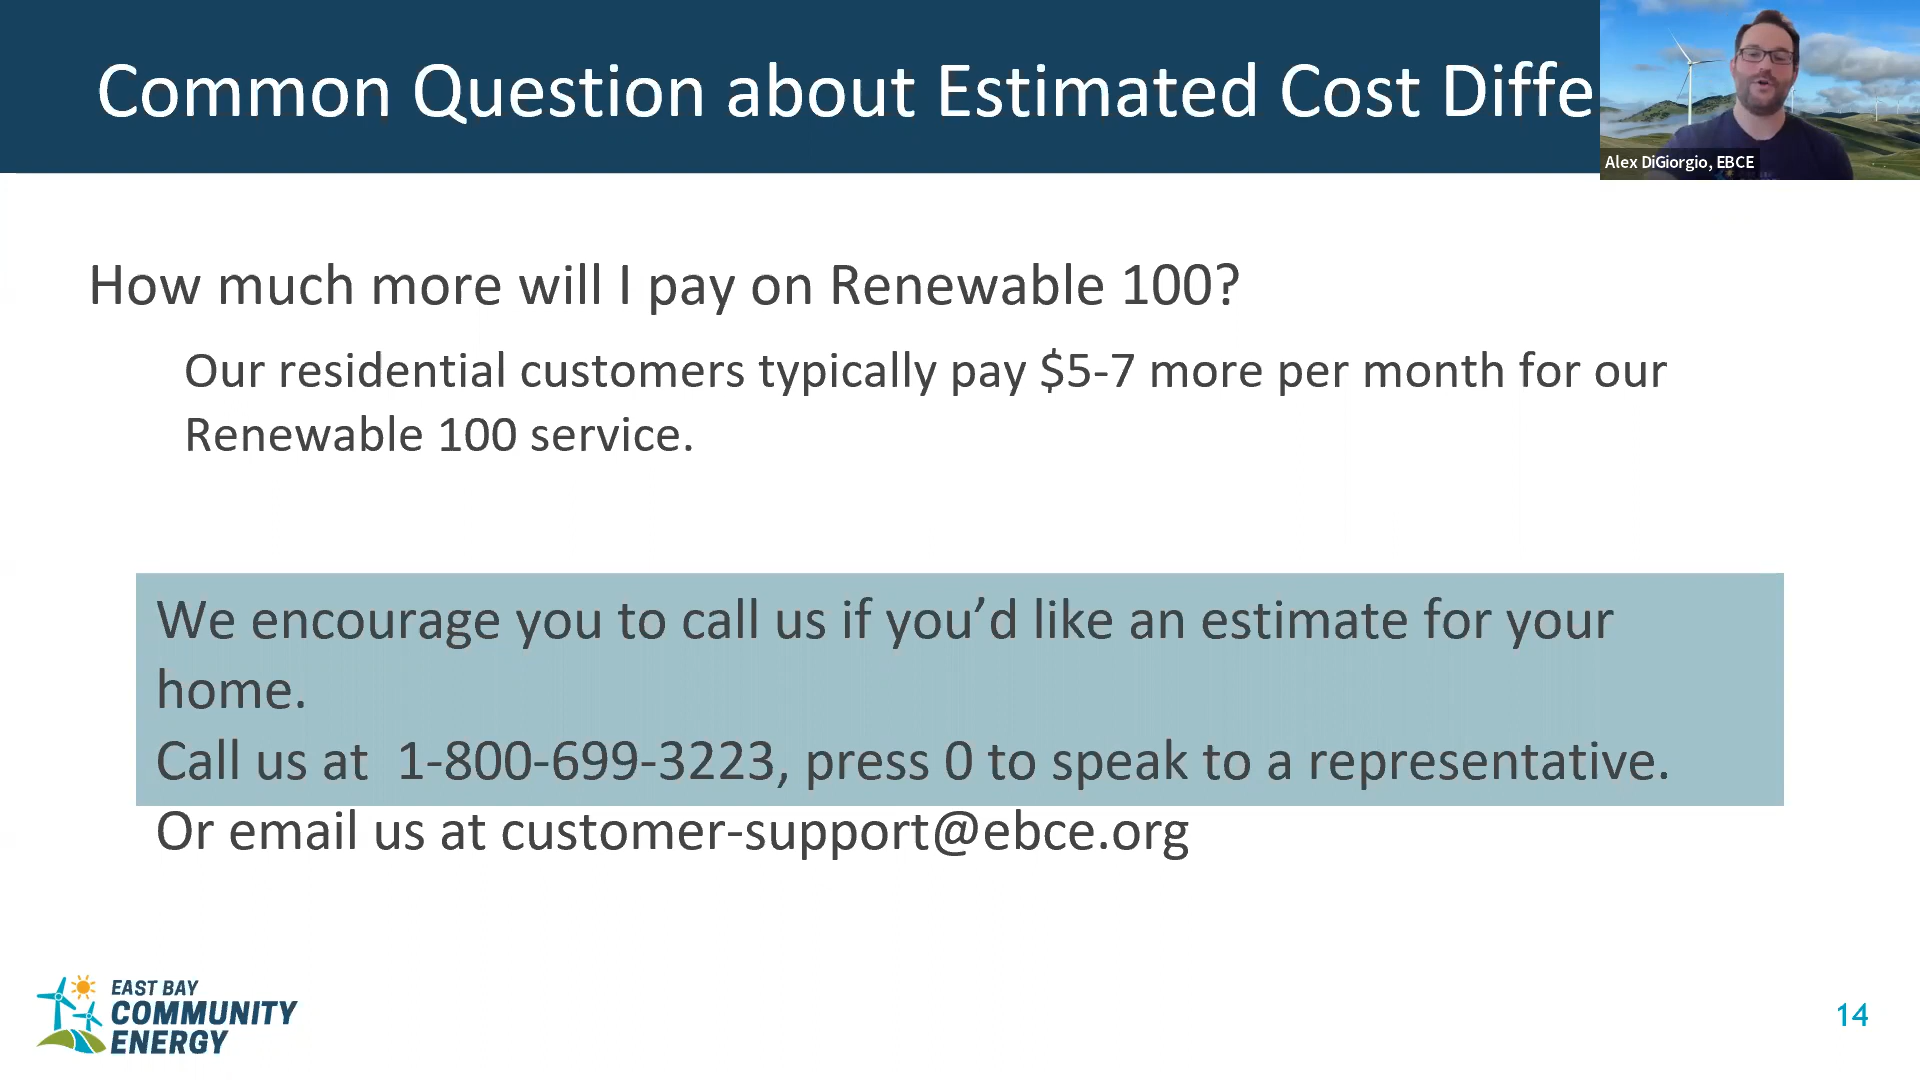 Common Question about Estimated Cost Diffe
Alex DiGiorgio, EBCE
How much more will I pay on Renewable 100?
Our residential customers typically pay $5-7 more per month for our
Renewable 100 service.
We encourage you to call us if you’d like an estimate for your
home.
Call us at  1-800-699-3223, press 0 to speak to a representative.
Or email us at customer-support@ebce.org
EAST BAY
COMMUNITY
ENERGY
14